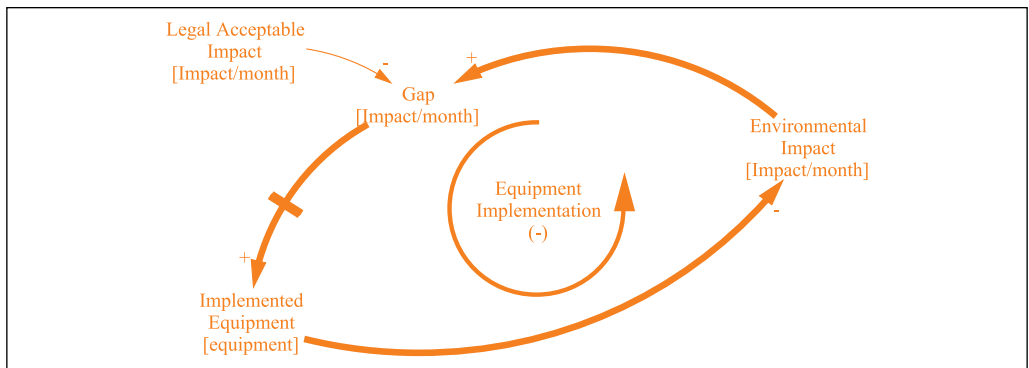 Legal Acceptable
Impact
[Impact/month]
-
+
Gap
[Impact/month]
Environmental
Impact
[Impact/month]
-
Equipment
Implementation
(-)
+
Implemented
Equipment
[equipment]